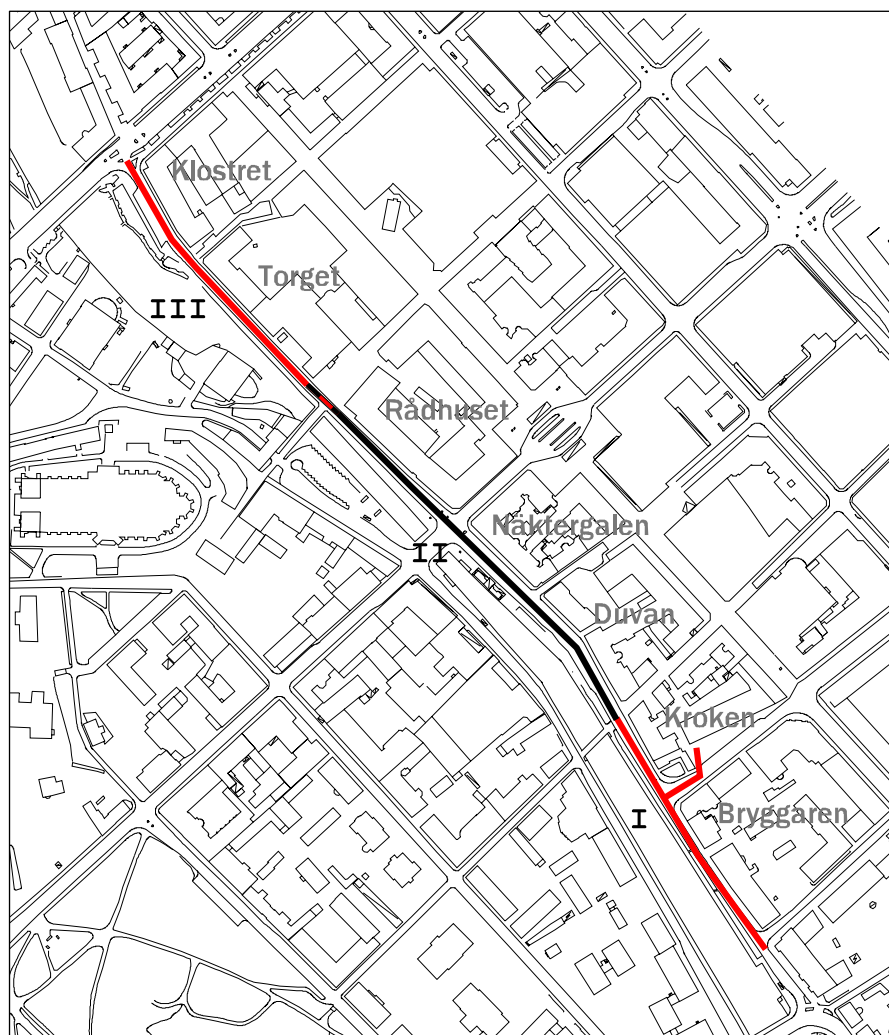 Klostret
Torget
III
Rådhuset
Näktergalen
II
Duvan
Kroken
I
Bryggaren